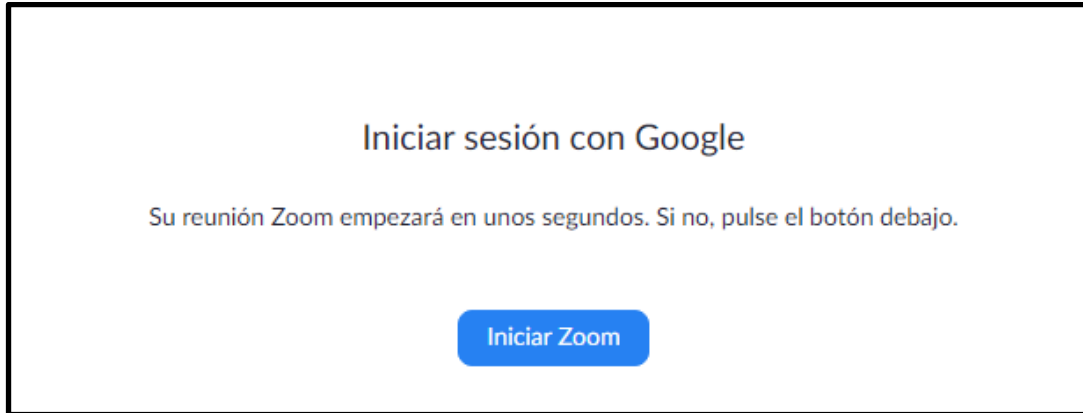 Iniciar sesión con Google
Su reunión Zoom empezará en unos segundos. Si no, pulse el botón debajo.
Iniciar Zoom